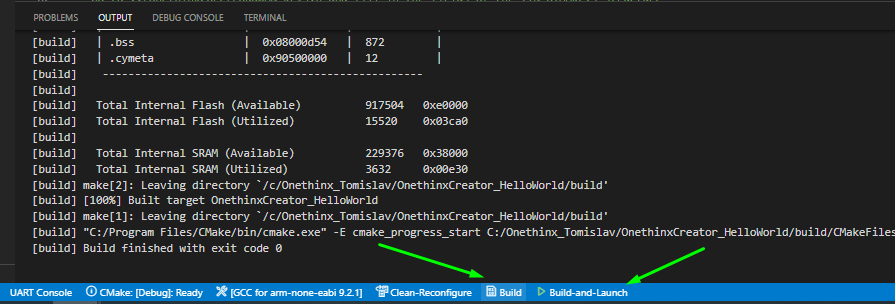 PROBLEMS OUTPUT DEBUG CONSOLE TERMINAL
[build] | .bss | 0x08000d54 | 872 |
[build] | .cymeta | 0x90500000 | 12 |
[build] --------------------------------------------------
[build]
[build] Total Internal Flash (Available) 917504 0xe0000
[build] Total Internal Flash (Utilized) 15520 0x03ca0
[build]
[build] Total Internal SRAM (Available) 229376 0x38000
[build] Total Internal SRAM (Utilized) 3632 0x00e30
[build] make[2]: Leaving directory `/c/Onethinx_Tomislav/OnethinxCreator_HelloWorld/build'
[build] [100%] Built target OnethinxCreator_HelloWorld
[build] make[1]: Leaving directory `/c/Onethinx_Tomislav/OnethinxCreator_HelloWorld/build'
[build] "C:/Program Files/CMake/bin/cmake.exe" -E cmake_progress_start C:/Onethinx_Tomislav/OnethinxCreator_HelloWorld/build/CMakeFiles
[build] Build finished with exit code 0
UART Console CMake: [Debug]: Ready [GCC for arm-none-eabi 9.2.1] Clean-Reconfigure Build Build-and-Launch